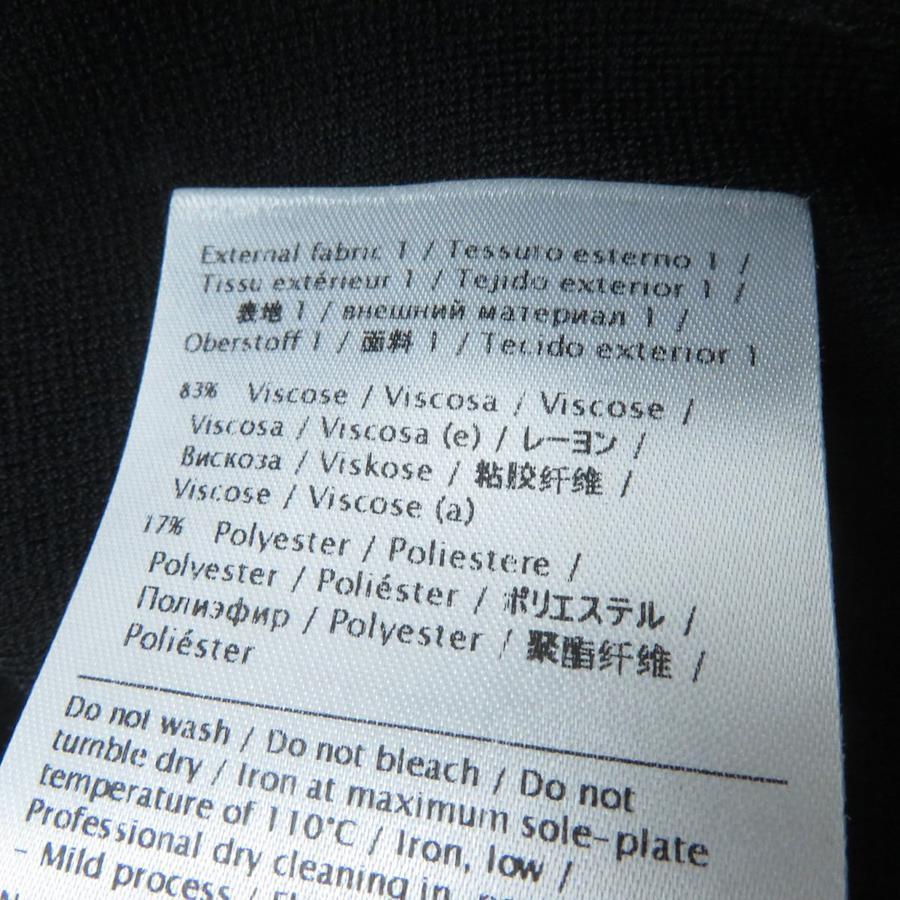 External fabric 1 / Tessuto esterno 1 /
Tissu extérieur 1 / Tejido exterior 1 /
表地 1 / внешний материал 1 /
Oberstoff 1 / 面料 1 / Tecido exterior 1
83% Viscose / Viscosa / Viscose /
Viscosa / Viscosa (e) / レーヨン /
Вискоза / Viskose / 粘胶纤维 /
Viscose / Viscose (a)
17% Polyester / Poliestere /
Polyester / Poliéster / ポリエステル /
Полиэфир / Polyester / 聚酯纤维 /
Poliéster
Do not wash / Do not bleach / Do not
tumble dry / Iron at maximum sole-plate
temperature of 110°C / Iron, low /
Professional dry cleaning in
- Mild process /